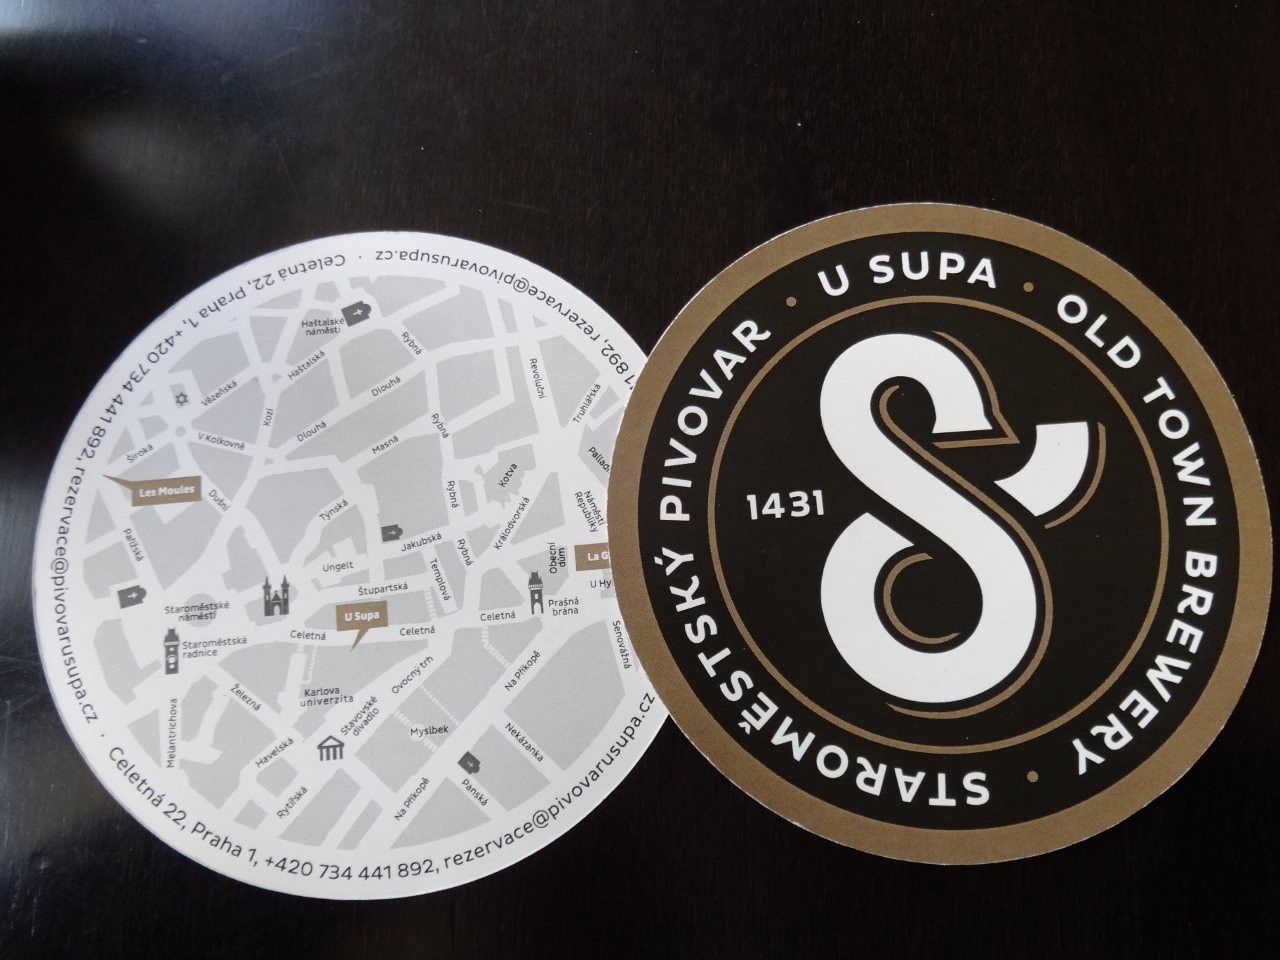 Celetná 22, Praha 1, +420 734 441 892, rezervace@pivovarusupa.cz · Celetná 22, Praha 1, +420 734 441 892, rezervace@pivovarusupa.cz
Haštalské
náměstí
Rybná
Haštalská
Revoluční
Vězeňská
Dlouhá
Truhlářská
Kozí
Rybná
Dlouhá
V Kolkovně
Masná
Široká
Kotva
Les Moules
Dušní
Rybná
Náměstí
Republiky
Týnská
Královdvorská
Pařížská
Jakubská
Rybná
Obecní
dům
Ungelt
Templová
Štupartská
Staroměstské
náměstí
Prašná
brána
U Supa
Celetná
Celetná
Celetná
Staroměstská
radnice
Senovážná
Na Příkopě
Ovocný trh
Železná
Karlova
univerzita
Stavovské
divadlo
Melantrichova
Myslbek
Nekázanka
Havelská
Rytířská
Na Příkopě
Panská
STAROMĚSTSKÝ PIVOVAR · U SUPA · OLD TOWN BREWERY ·
1431